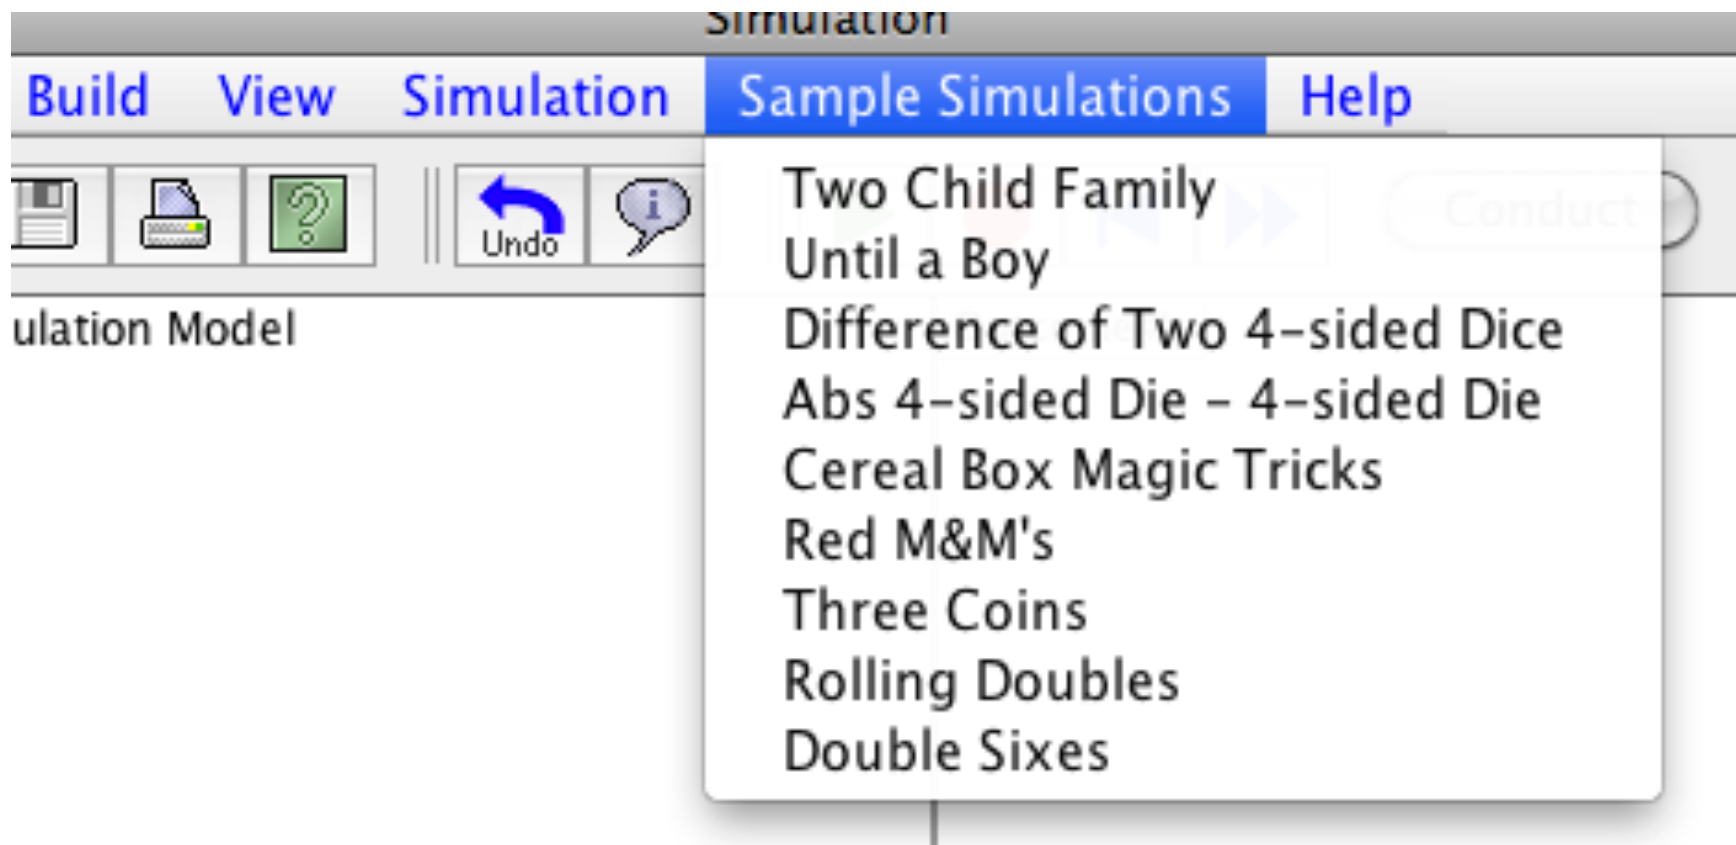 Simulation
Build View Simulation Sample Simulations Help
Undo
Conduct
ulation Model
Two Child Family
Until a Boy
Difference of Two 4-sided Dice
Abs 4-sided Die - 4-sided Die
Cereal Box Magic Tricks
Red M&M's
Three Coins
Rolling Doubles
Double Sixes